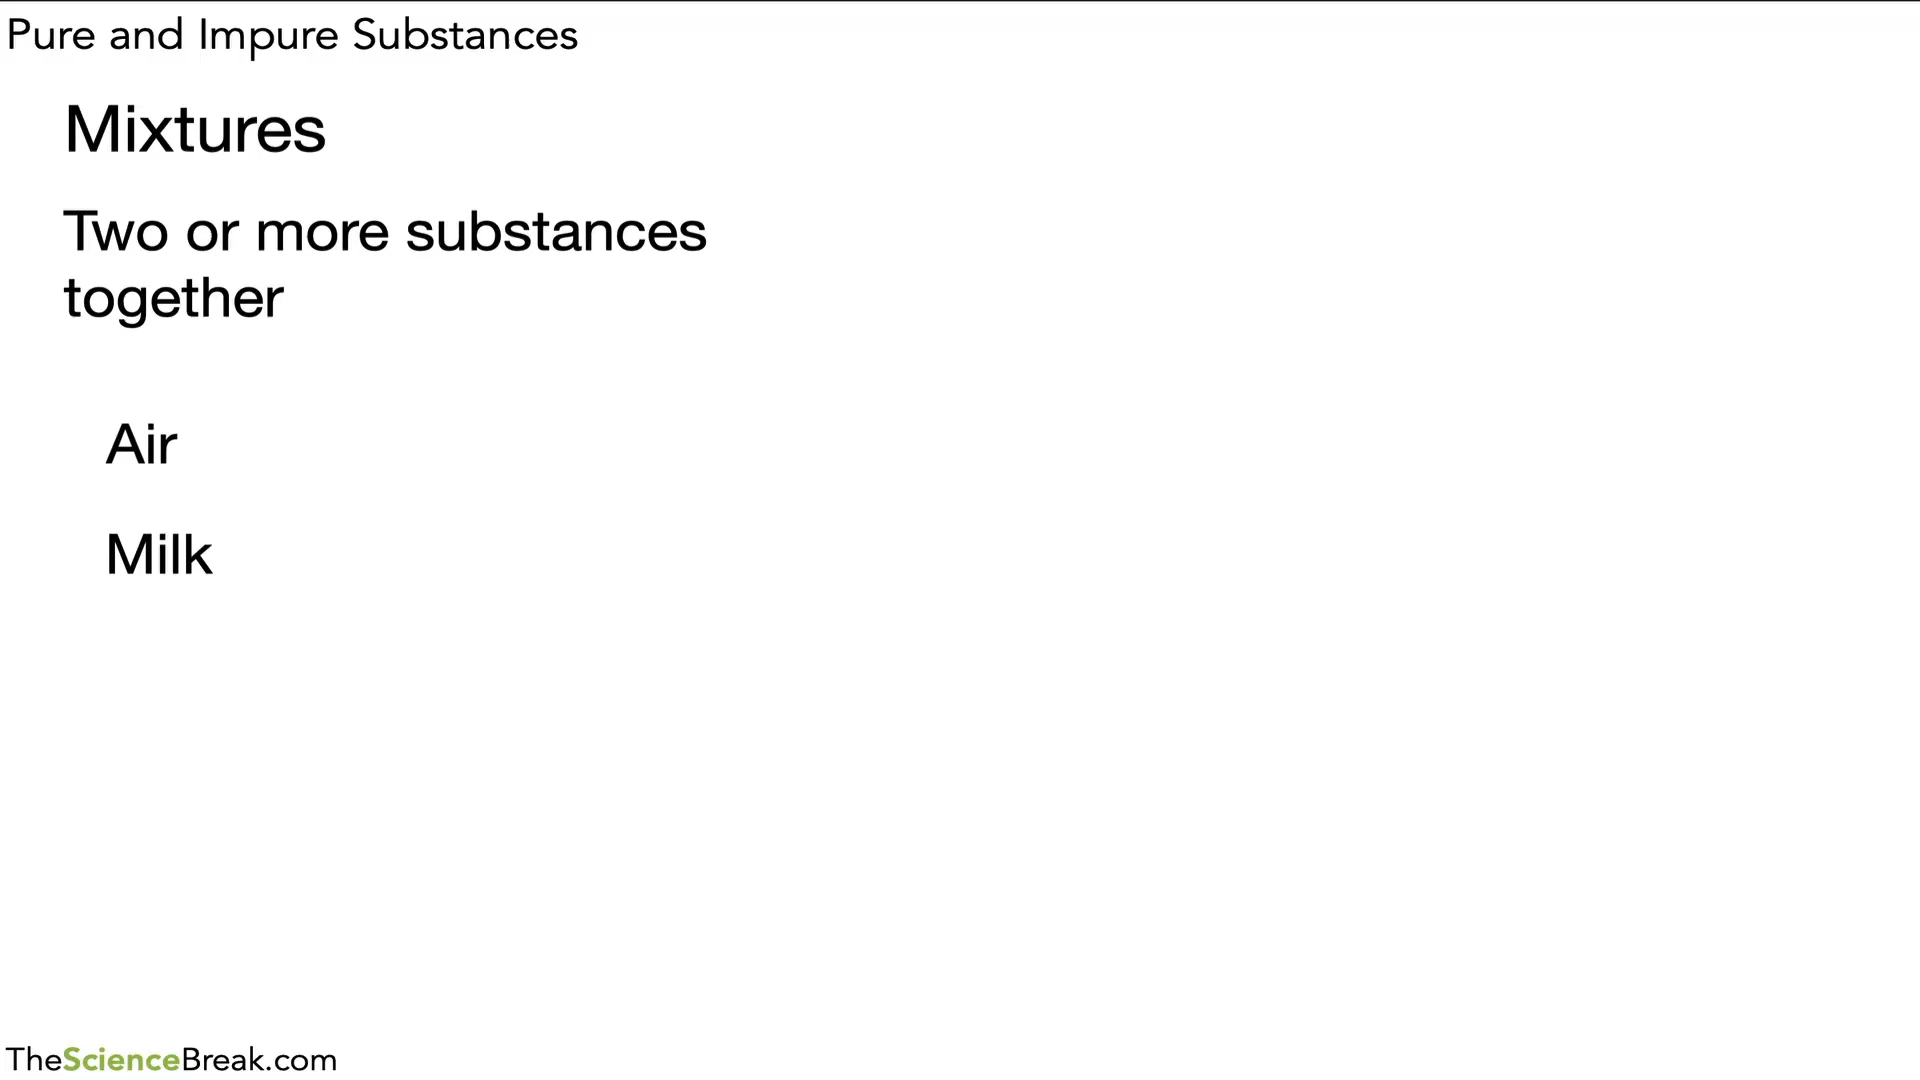 Pure and Impure Substances
Mixtures
Two or more substances
together
Air
Milk
TheScienceBreak.com